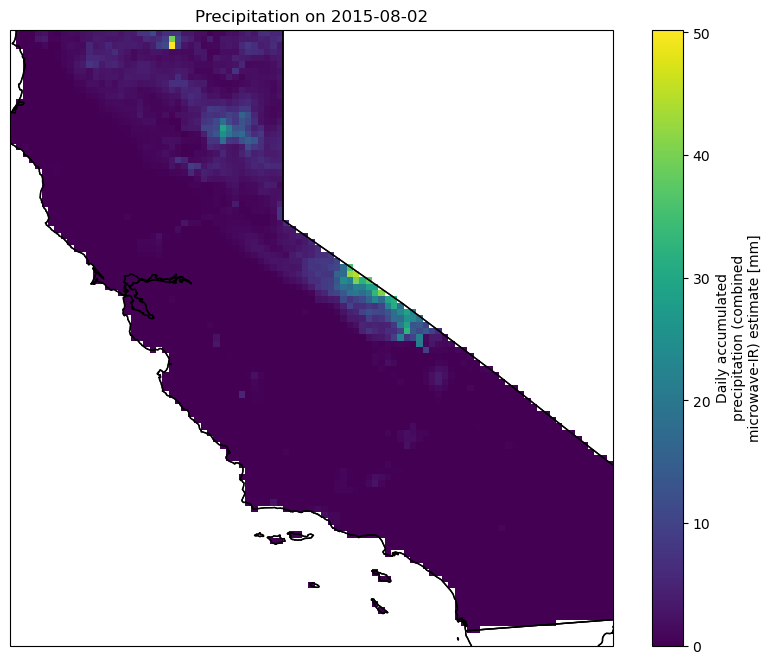 Precipitation on 2015-08-02
50
40
30
20
10
0
Daily accumulated
precipitation (combined
microwave-IR) estimate [mm]